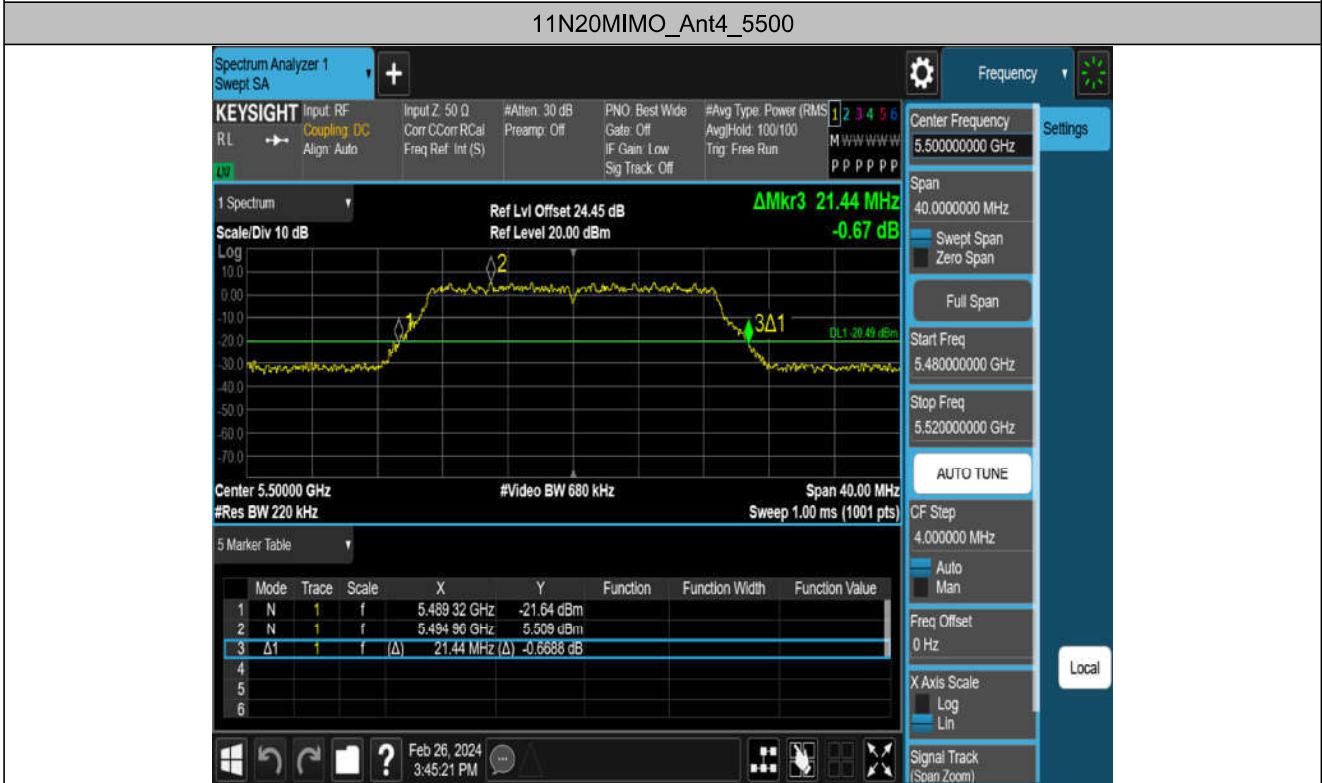 11N20MIMO_Ant4_5500
Spectrum Analyzer 1
Swept SA
Frequency
KEYSIGHT
RL
Input: RF
Coupling: DC
Align: Auto
Input Z: 50 Ω
Corr CCorr RCal
Freq Ref: Int (S)
#Atten: 30 dB
Preamp: Off
PNO: Best Wide
Gate: Off
IF Gain: Low
Sig Track: Off
#Avg Type: Power (RMS
Avg|Hold: 100/100
Trig: Free Run
1 2 3 4 5 6
M W W W W W
P P P P P P
Center Frequency
5.500000000 GHz
Settings
Span
40.0000000 MHz
Swept Span
Zero Span
Full Span
Start Freq
5.480000000 GHz
Stop Freq
5.520000000 GHz
AUTO TUNE
CF Step
4.000000 MHz
Auto
Man
Freq Offset
0 Hz
X Axis Scale
Log
Lin
Signal Track
(Span Zoom)
Local
1 Spectrum
Scale/Div 10 dB
Ref Lvl Offset 24.45 dB
Ref Level 20.00 dBm
ΔMkr3 21.44 MHz
-0.67 dB
Log
10.0
0.00
-10.0
-20.0
-30.0
-40.0
-50.0
-60.0
-70.0
1
2
3Δ1
DL1 -20.49 dBm
Center 5.50000 GHz
#Video BW 680 kHz
Span 40.00 MHz
#Res BW 220 kHz
Sweep 1.00 ms (1001 pts)
5 Marker Table
Mode Trace Scale X Y Function Function Width Function Value
1 N 1 f 5.489 32 GHz -21.64 dBm
2 N 1 f 5.494 96 GHz 5.509 dBm
3 Δ1 1 f (Δ) 21.44 MHz (Δ) -0.6688 dB
4
5
6
?
Feb 26, 2024
3:45:21 PM